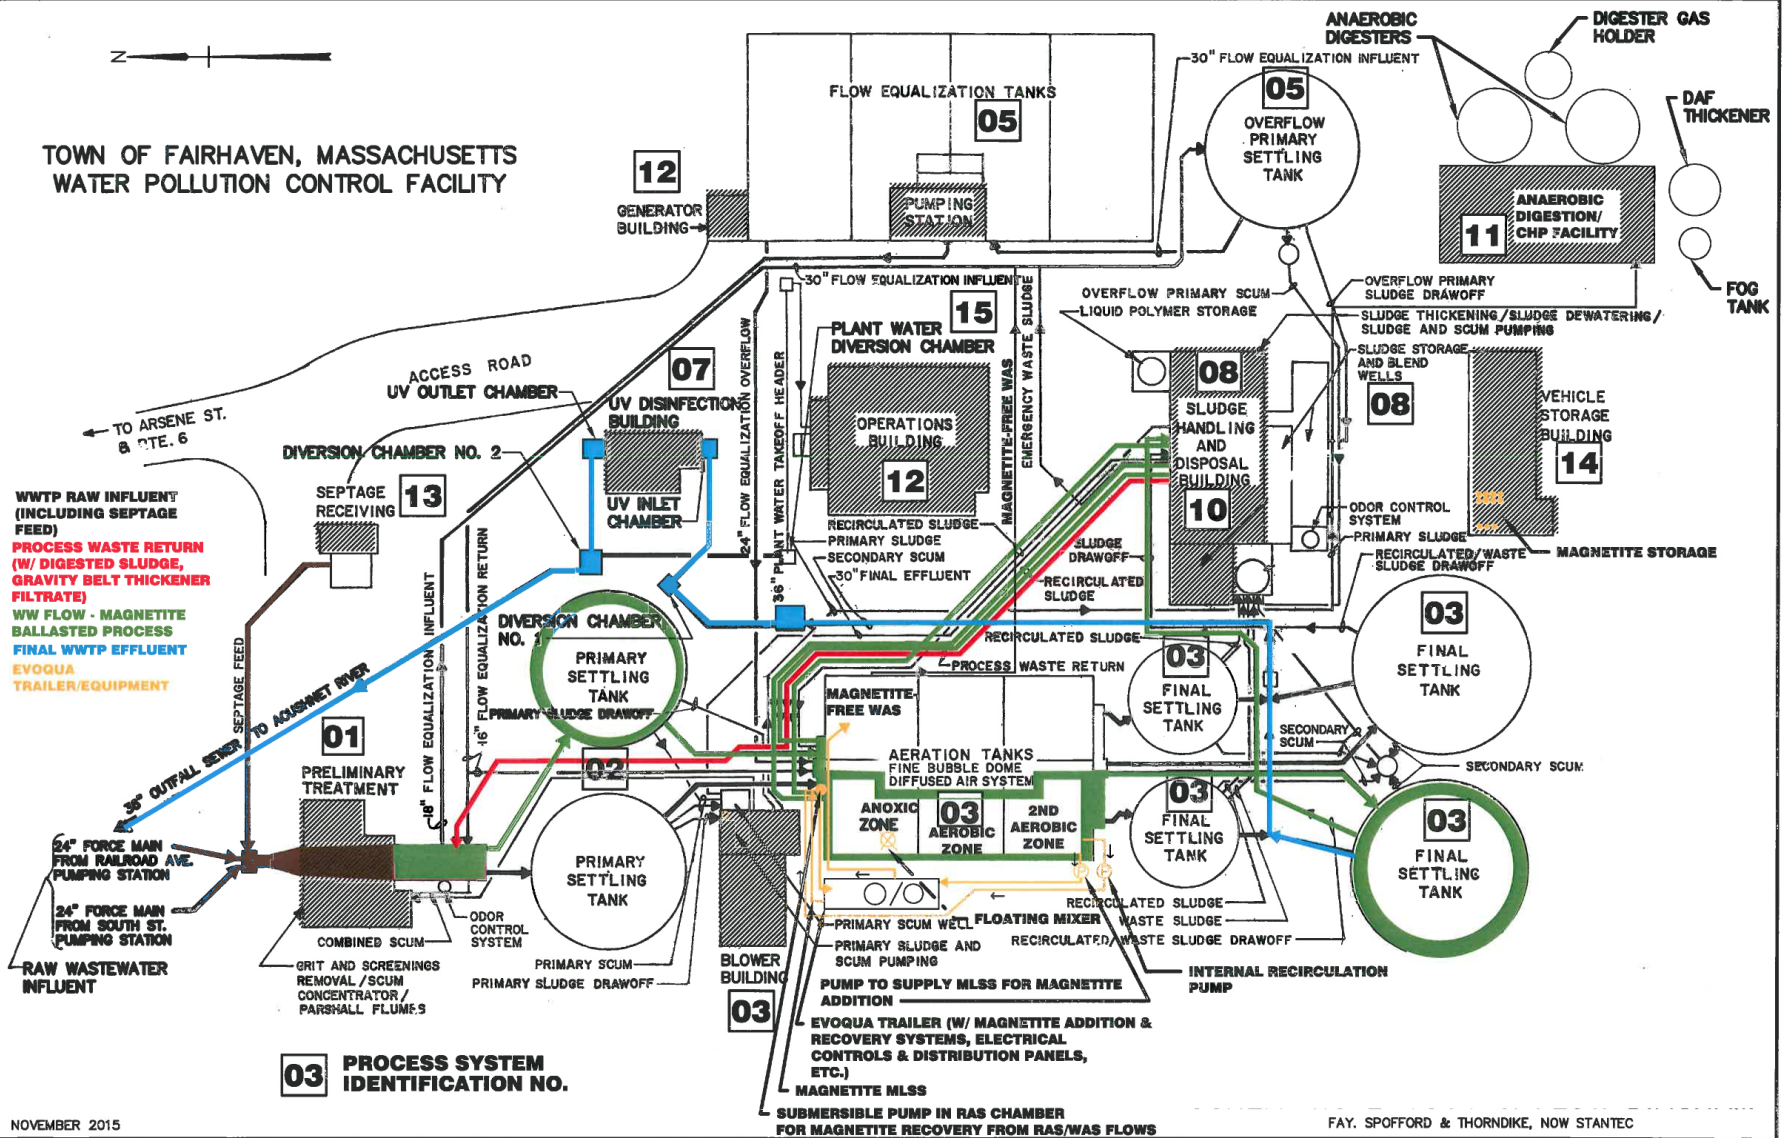 ANAEROBIC
DIGESTERS
DIGESTER GAS
HOLDER
30" FLOW EQUALIZATION INFLUENT
FLOW EQUALIZATION TANKS
05
05
OVERFLOW
PRIMARY
SETTLING
TANK
DAF
THICKENER
N
TOWN OF FAIRHAVEN, MASSACHUSETTS
WATER POLLUTION CONTROL FACILITY
12
GENERATOR
BUILDING
PUMPING
STATION
ANAEROBIC
DIGESTION/
CHP FACILITY
11
FOG
TANK
30" FLOW EQUALIZATION INFLUENT
OVERFLOW PRIMARY SCUM
LIQUID POLYMER STORAGE
OVERFLOW PRIMARY
SLUDGE DRAWOFF
SLUDGE THICKENING/SLUDGE DEWATERING/
SLUDGE AND SCUM PUMPING
15
PLANT WATER
DIVERSION CHAMBER
SLUDGE STORAGE
AND BLEND
WELLS
08
08
ACCESS ROAD
UV OUTLET CHAMBER
07
UV DISINFECTION
BUILDING
TO ARSENE ST.
DIVERSION CHAMBER NO. 2
UV INLET
CHAMBER
24" FLOW EQUALIZATION OVERFLOW
36" PLANT WATER TAKEOFF HEADER
OPERATIONS
BUILDING
12
MAGNETITE-FREE WAS
EMERGENCY WASTE SLUDGE
SLUDGE
HANDLING
AND
DISPOSAL
BUILDING
10
VEHICLE
STORAGE
BUILDING
14
SEPTAGE
RECEIVING
13
WWTP RAW INFLUENT
(INCLUDING SEPTAGE
FEED)
PROCESS WASTE RETURN
(W/ DIGESTED SLUDGE,
GRAVITY BELT THICKENER
FILTRATE)
WW FLOW - MAGNETITE
BALLASTED PROCESS
FINAL WWTP EFFLUENT
EVOQUA
TRAILER/EQUIPMENT
RECIRCULATED SLUDGE
PRIMARY SLUDGE
SECONDARY SCUM
30" FINAL EFFLUENT
SLUDGE
DRAWOFF
RECIRCULATED
SLUDGE
ODOR CONTROL
SYSTEM
PRIMARY SLUDGE
RECIRCULATED/WASTE
SLUDGE DRAWOFF
MAGNETITE STORAGE
SEPTAGE FEED
18" FLOW EQUALIZATION INFLUENT
16" FLOW EQUALIZATION RETURN
DIVERSION CHAMBER
NO. 1
PRIMARY
SETTLING
TANK
PRIMARY SLUDGE DRAWOFF
RECIRCULATED SLUDGE
PROCESS WASTE RETURN
03
FINAL
SETTLING
TANK
03
FINAL
SETTLING
TANK
MAGNETITE-
FREE WAS
36" OUTFALL SEWER TO ACUSHNET RIVER
01
PRELIMINARY
TREATMENT
02
AERATION TANKS
FINE BUBBLE DOME
DIFFUSED AIR SYSTEM
SECONDARY
SCUM
SECONDARY SCUM
ANOXIC
ZONE
03
AEROBIC
ZONE
2ND
AEROBIC
ZONE
03
FINAL
SETTLING
TANK
03
FINAL
SETTLING
TANK
24" FORCE MAIN
FROM RAILROAD AVE.
PUMPING STATION
24" FORCE MAIN
FROM SOUTH ST.
PUMPING STATION
RAW WASTEWATER
INFLUENT
PRIMARY
SETTLING
TANK
COMBINED SCUM
ODOR
CONTROL
SYSTEM
GRIT AND SCREENINGS
REMOVAL/SCUM
CONCENTRATOR/
PARSHALL FLUMES
PRIMARY SCUM
PRIMARY SLUDGE DRAWOFF
BLOWER
BUILDING
03
PRIMARY SCUM WELL
FLOATING MIXER
PRIMARY SLUDGE AND
SCUM PUMPING
RECIRCULATED SLUDGE
WASTE SLUDGE
RECIRCULATED/WASTE SLUDGE DRAWOFF
INTERNAL RECIRCULATION
PUMP
PUMP TO SUPPLY MLSS FOR MAGNETITE
ADDITION
EVOQUA TRAILER (W/ MAGNETITE ADDITION &
RECOVERY SYSTEMS, ELECTRICAL
CONTROLS & DISTRIBUTION PANELS,
ETC.)
MAGNETITE MLSS
SUBMERSIBLE PUMP IN RAS CHAMBER
FOR MAGNETITE RECOVERY FROM RAS/WAS FLOWS
03
PROCESS SYSTEM
IDENTIFICATION NO.
NOVEMBER 2015
FAY, SPOFFORD & THORNDIKE, NOW STANTEC